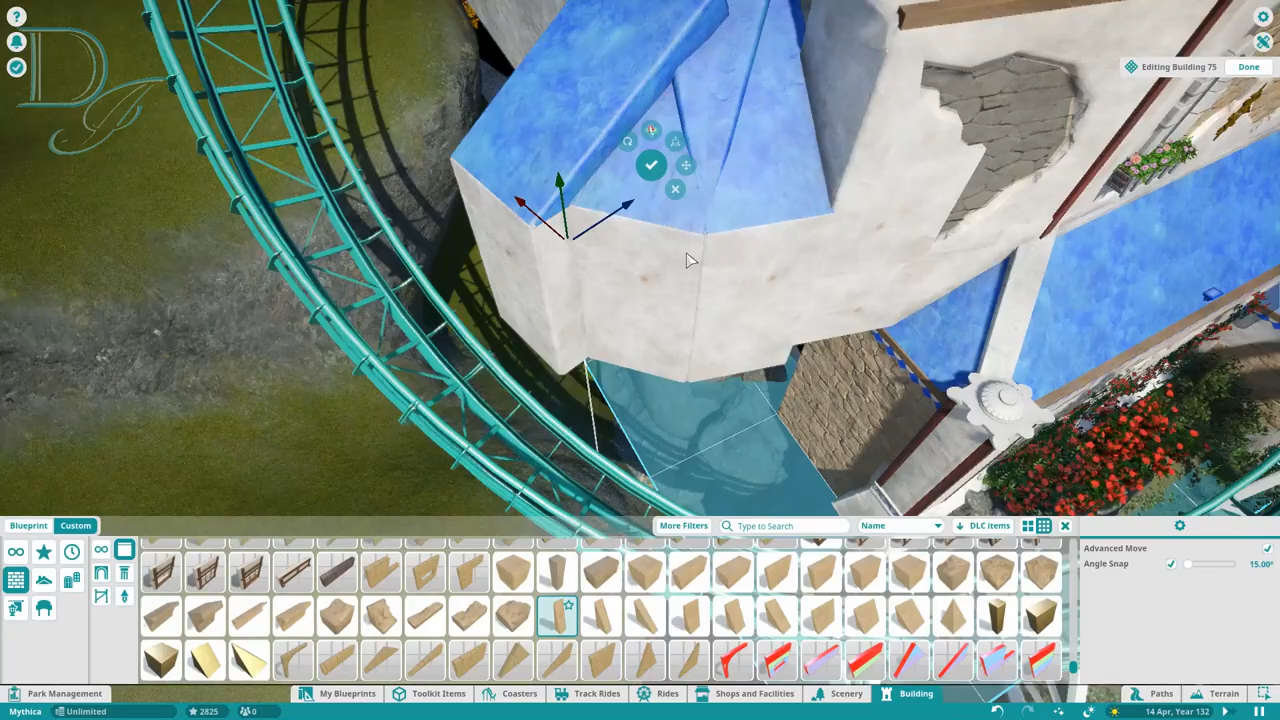 DJ
Editing Building 75
Done
Blueprint
Custom
More Filters
Type to Search
Name
DLC items
Advanced Move
Angle Snap
15.00°
Park Management
My Blueprints
Toolkit Items
Coasters
Track Rides
Rides
Shops and Facilities
Scenery
Building
Paths
Terrain
Mythica
Unlimited
2825
0
14 Apr, Year 132